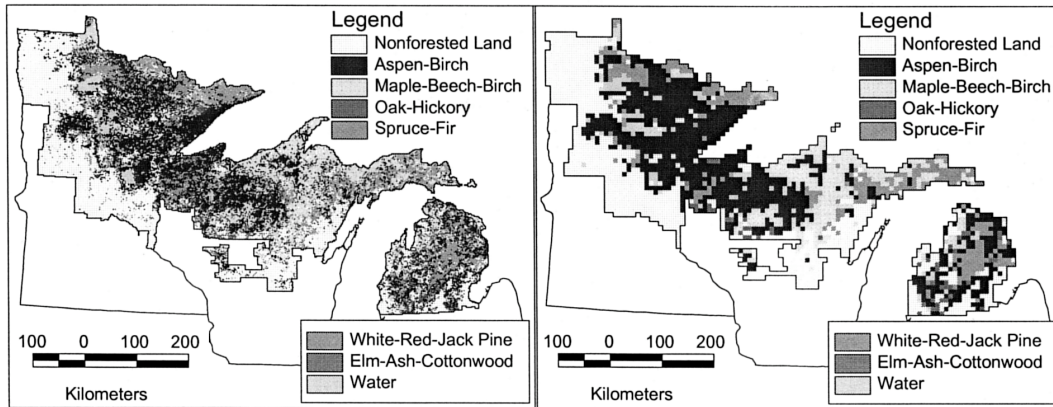 Legend
Nonforested Land
Aspen-Birch
Maple-Beech-Birch
Oak-Hickory
Spruce-Fir
White-Red-Jack Pine
Elm-Ash-Cottonwood
Water
100 0 100 200
Kilometers
Legend
Nonforested Land
Aspen-Birch
Maple-Beech-Birch
Oak-Hickory
Spruce-Fir
White-Red-Jack Pine
Elm-Ash-Cottonwood
Water
100 0 100 200
Kilometers